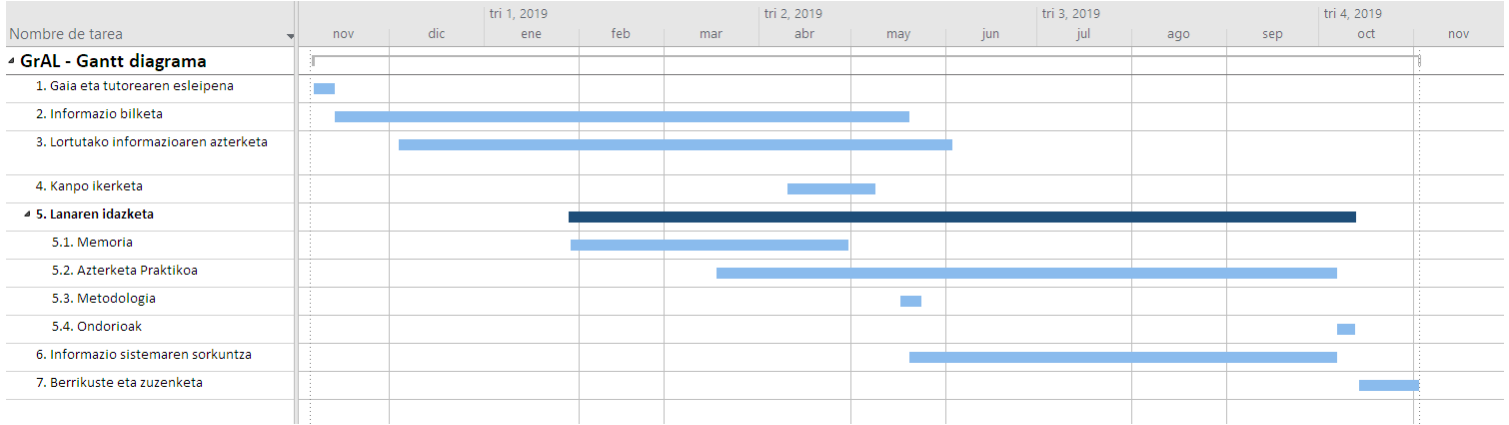 tri 1, 2019 tri 2, 2019 tri 3, 2019 tri 4, 2019
Nombre de tarea nov dic ene feb mar abr may jun jul ago sep oct nov
GrAL - Gantt diagrama
1. Gaia eta tutorearen esleipena
2. Informazio bilketa
3. Lortutako informazioaren azterketa
4. Kanpo ikerketa
5. Lanaren idazketa
5.1. Memoria
5.2. Azterketa Praktikoa
5.3. Metodologia
5.4. Ondorioak
6. Informazio sistemaren sorkuntza
7. Berrikuste eta zuzenketa